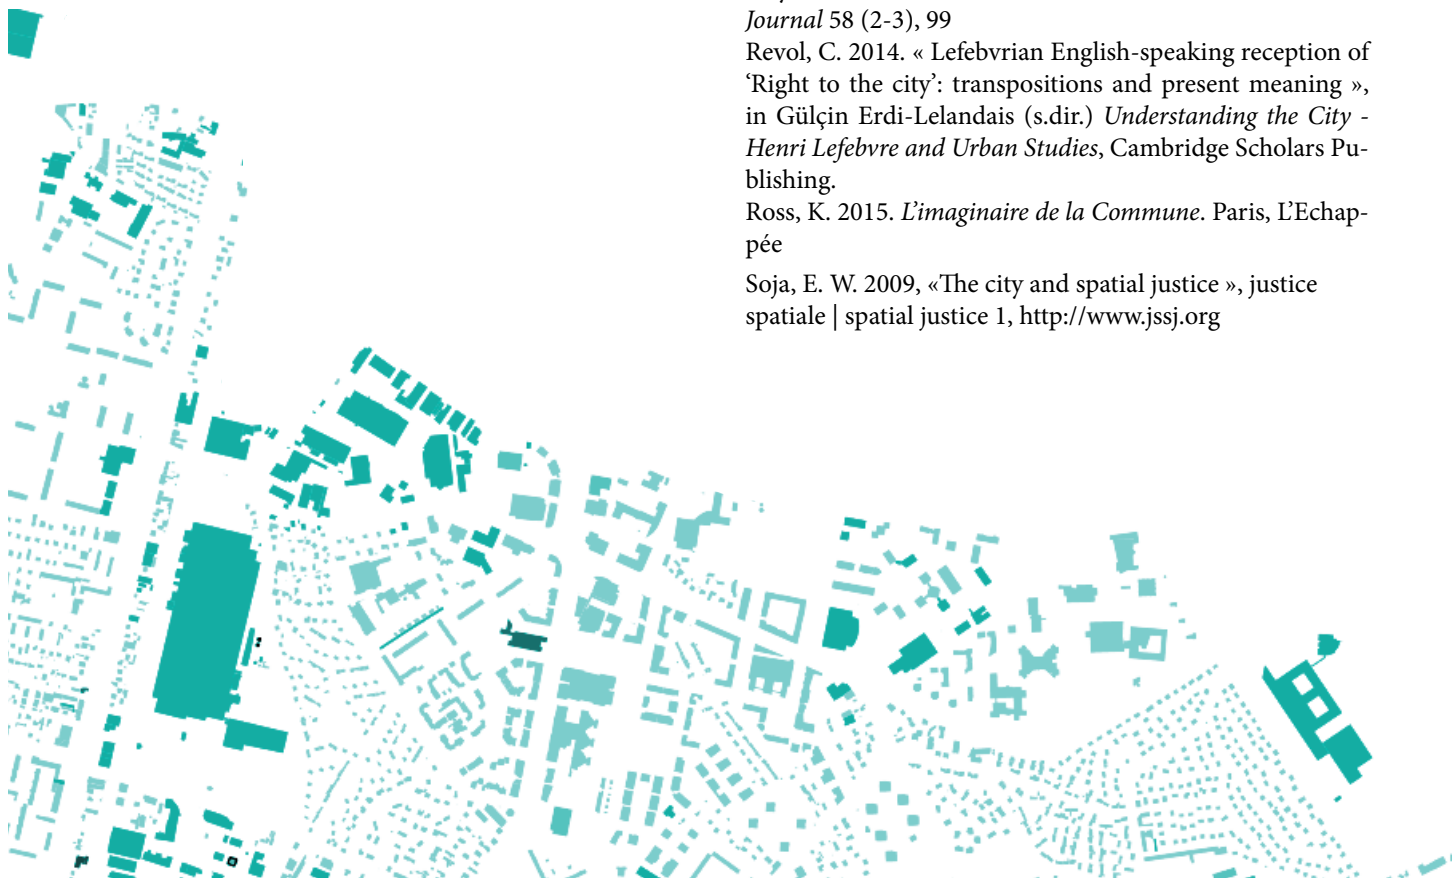 Journal 58 (2-3), 99
Revol, C. 2014. « Lefebvrian English-speaking reception of
‘Right to the city’: transpositions and present meaning »,
in Gülçin Erdi-Lelandais (s.dir.) Understanding the City -
Henri Lefebvre and Urban Studies, Cambridge Scholars Pu-
blishing.
Ross, K. 2015. L’imaginaire de la Commune. Paris, L’Echap-
pée
Soja, E. W. 2009, «The city and spatial justice », justice
spatiale | spatial justice 1, http://www.jssj.org